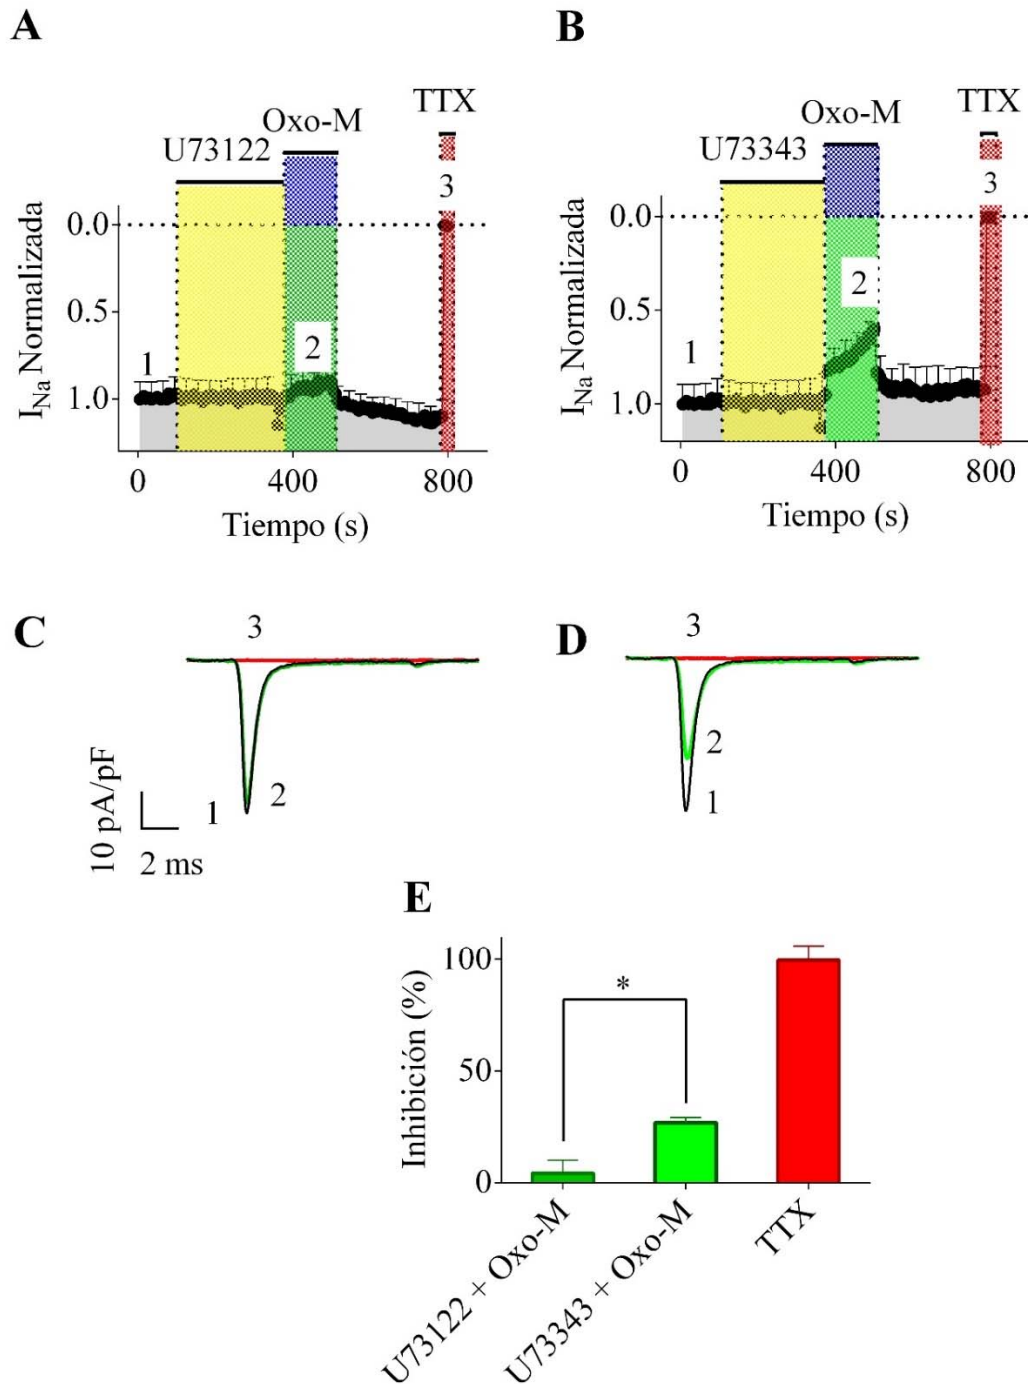 A
TTX
Oxo-M
U73122
3
0.0
0.5
1.0
1
2
I_Na Normalizada
0
400
800
Tiempo (s)
B
TTX
Oxo-M
U73343
3
0.0
0.5
1.0
1
2
I_Na Normalizada
0
400
800
Tiempo (s)
C
3
1
2
10 pA/pF
2 ms
D
3
2
1
E
*
100
50
0
Inhibición (%)
U73122 + Oxo-M
U73343 + Oxo-M
TTX